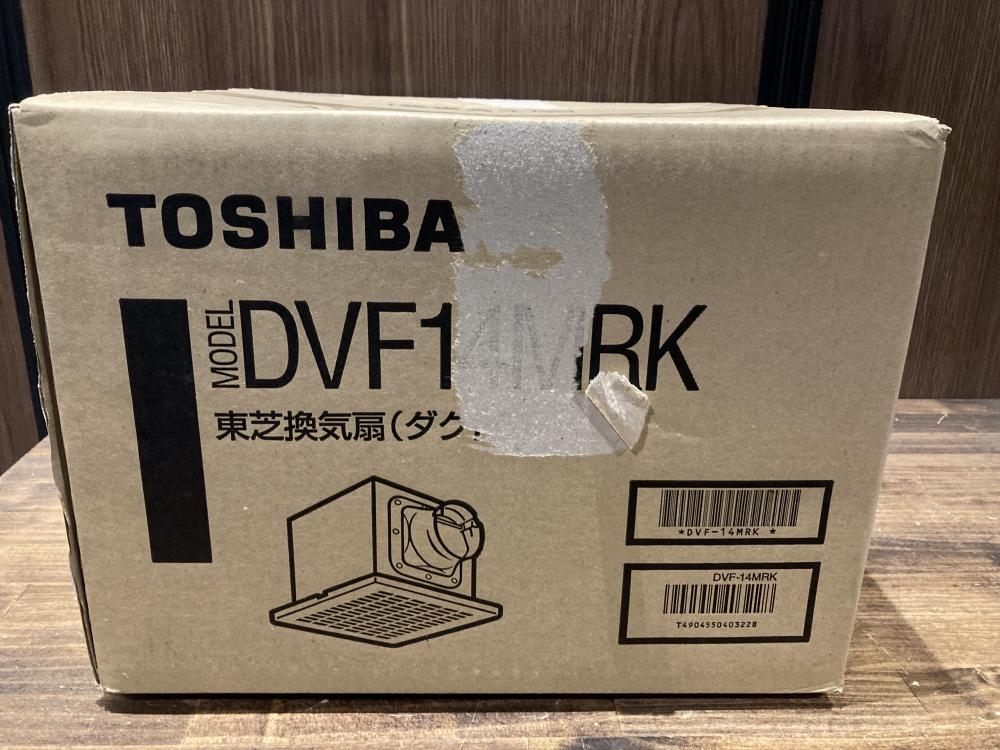 TOSHIBA
MODEL DVF14MRK
東芝換気扇(ダク
*DVF-14MRK *
DVF-14MRK
T4904550403228